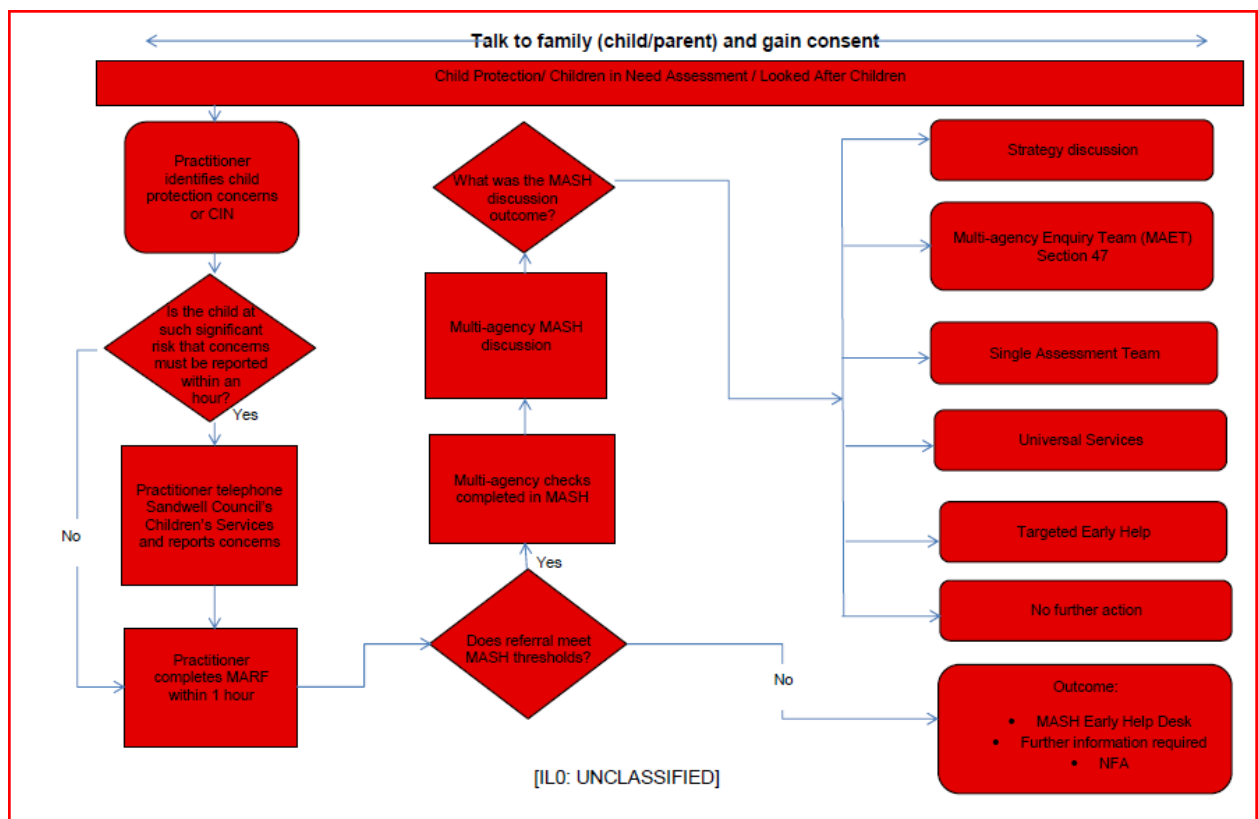 Talk to family (child/parent) and gain consent
Child Protection/ Children in Need Assessment / Looked After Children
Practitioner
identifies child
protection concerns
or CIN
Is the child at
such significant
risk that concerns
must be reported
within an
hour?
Yes
No
Practitioner telephone
Sandwell Council's
Children's Services
and reports concerns
Practitioner
completes MARF
within 1 hour
What was the MASH
discussion
outcome?
Multi-agency MASH
discussion
Multi-agency checks
completed in MASH
Yes
Does referral meet
MASH thresholds?
No
Strategy discussion
Multi-agency Enquiry Team (MAET)
Section 47
Single Assessment Team
Universal Services
Targeted Early Help
No further action
Outcome:
• MASH Early Help Desk
• Further information required
• NFA
[IL0: UNCLASSIFIED]